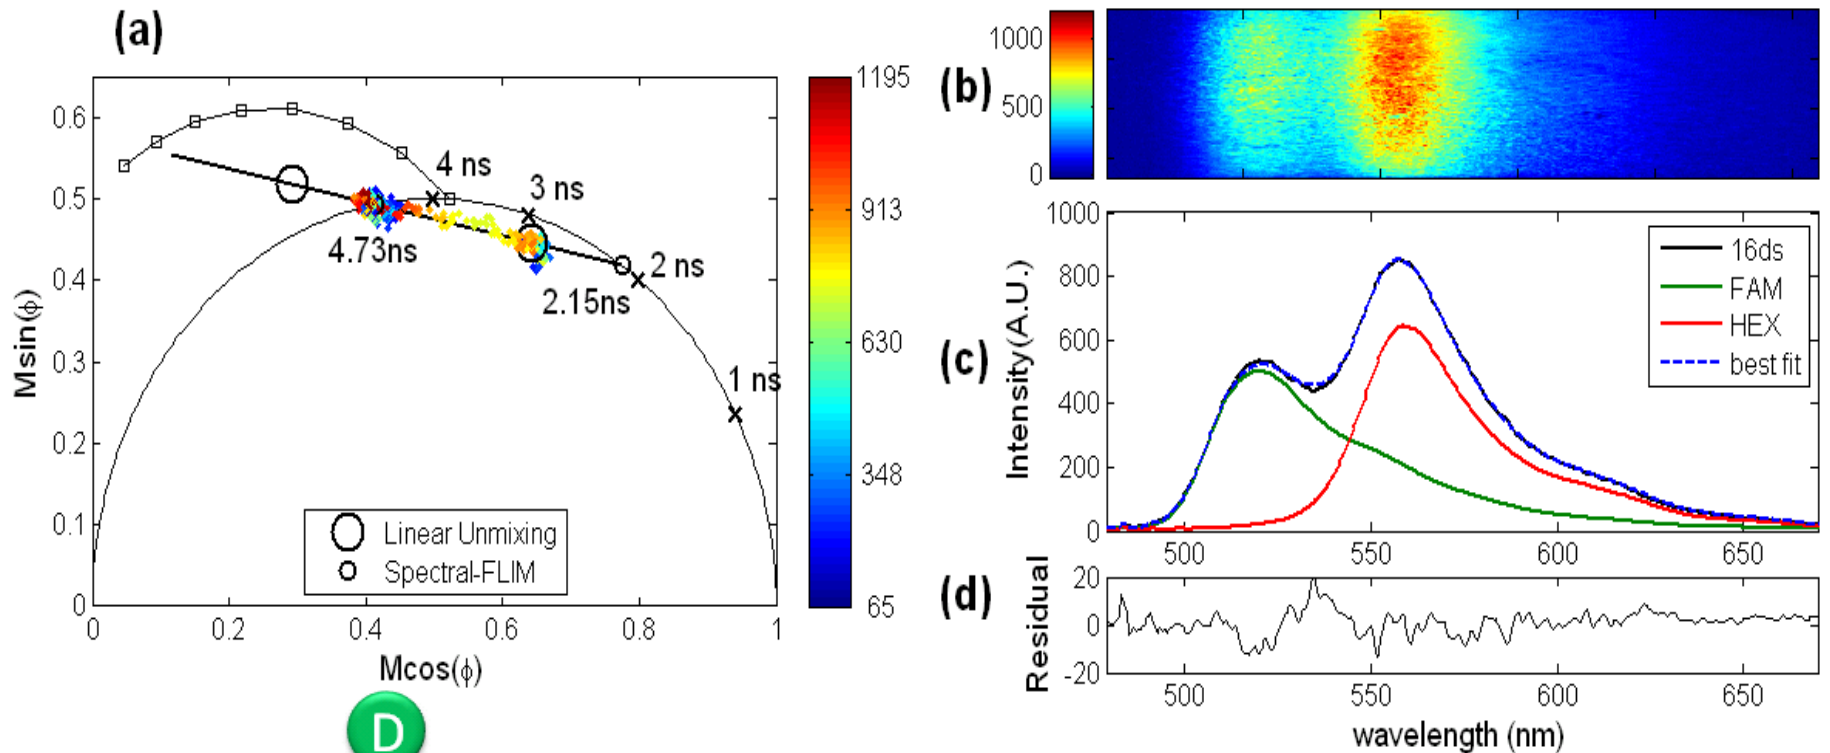 (a)
0.6
0.5
0.4
0.3
0.2
0.1
0
0
0.2
0.4
0.6
0.8
1
Msin(ϕ)
Mcos(ϕ)
4 ns
3 ns
2 ns
1 ns
4.73ns
2.15ns
Linear Unmixing
Spectral-FLIM
1195
913
630
348
65
D
(b)
1000
500
0
(c)
1000
800
600
400
200
0
Intensity(A.U.)
16ds
FAM
HEX
best fit
500
550
600
650
(d)
Residual
20
0
-20
500
550
600
650
wavelength (nm)